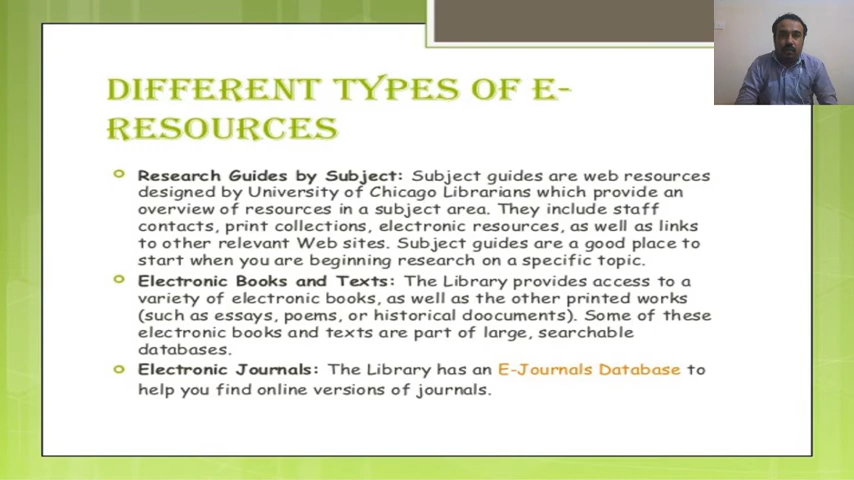 DIFFERENT TYPES OF E-
RESOURCES
Research Guides by Subject: Subject guides are web resources
designed by University of Chicago Librarians which provide an
overview of resources in a subject area. They include staff
contacts, print collections, electronic resources, as well as links
to other relevant Web sites. Subject guides are a good place to
start when you are beginning research on a specific topic.
Electronic Books and Texts: The Library provides access to a
variety of electronic books, as well as the other printed works
(such as essays, poems, or historical doocuments). Some of these
electronic books and texts are part of large, searchable
databases.
Electronic Journals: The Library has an E-Journals Database to
help you find online versions of journals.